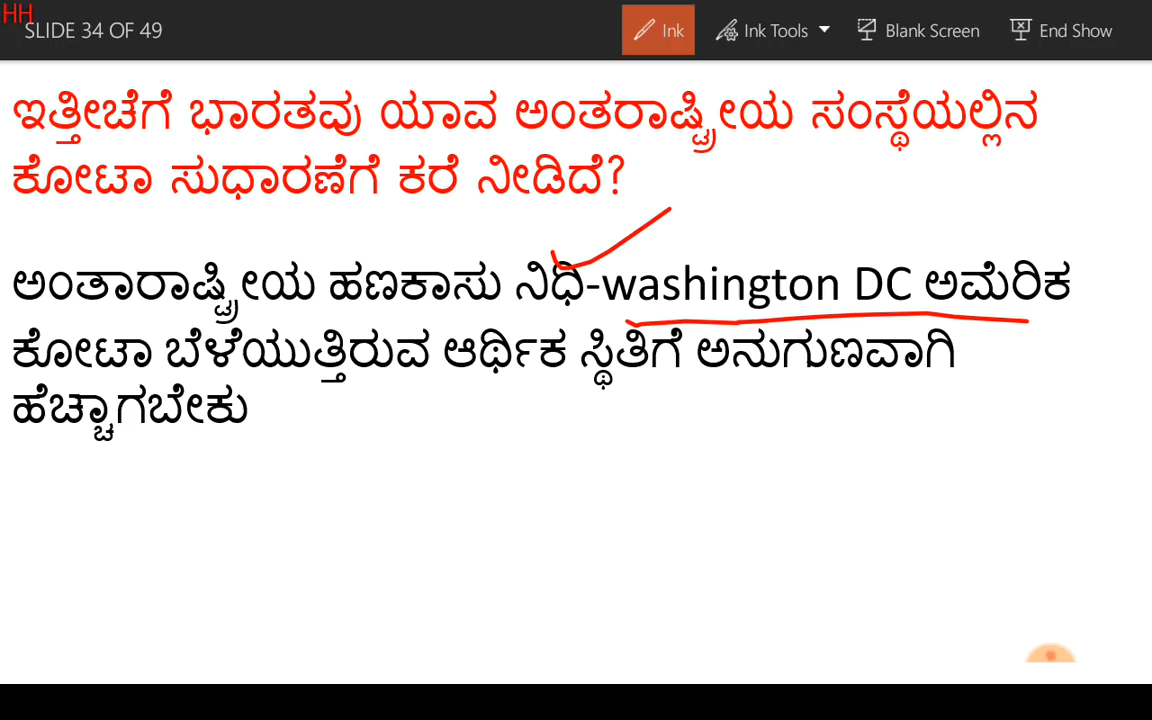 HH
SLIDE 34 OF 49
Ink
Ink Tools
Blank Screen
End Show
ಇತ್ತೀಚೆಗೆ ಭಾರತವು ಯಾವ ಅಂತರಾಷ್ಟ್ರೀಯ ಸಂಸ್ಥೆಯಲ್ಲಿನ
ಕೋಟಾ ಸುಧಾರಣೆಗೆ ಕರೆ ನೀಡಿದೆ?
ಅಂತಾರಾಷ್ಟ್ರೀಯ ಹಣಕಾಸು ನಿಧಿ-washington DC ಅಮೆರಿಕ
ಕೋಟಾ ಬೆಳೆಯುತ್ತಿರುವ ಆರ್ಥಿಕ ಸ್ಥಿತಿಗೆ ಅನುಗುಣವಾಗಿ
ಹೆಚ್ಚಾಗಬೇಕು